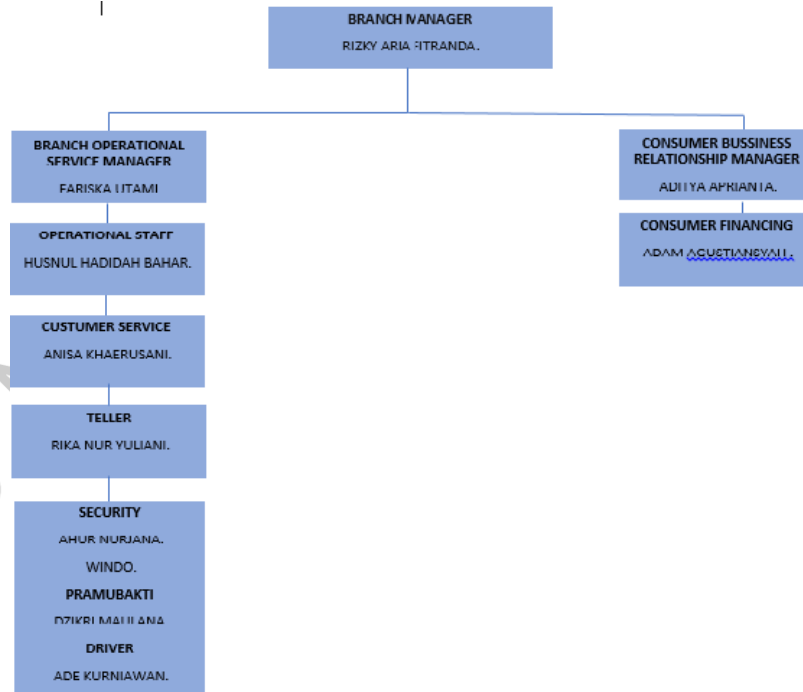 BRANCH MANAGER
RIZKY ARIA FITRANDA.
BRANCH OPERATIONAL
SERVICE MANAGER
FARISKA UTAMI
OPERATIONAL STAFF
HUSNUL HADIDAH BAHAR.
CUSTUMER SERVICE
ANISA KHAERUSANI.
TELLER
RIKA NUR YULIANI.
SECURITY
AHUR NURJANA.
WINDO.
PRAMUBAKTI
DZIKRI MAULANA
DRIVER
ADE KURNIAWAN.
CONSUMER BUSSINESS
RELATIONSHIP MANAGER
ADITYA APRIANTA.
CONSUMER FINANCING
ADAM AGUSTIANSYAH.